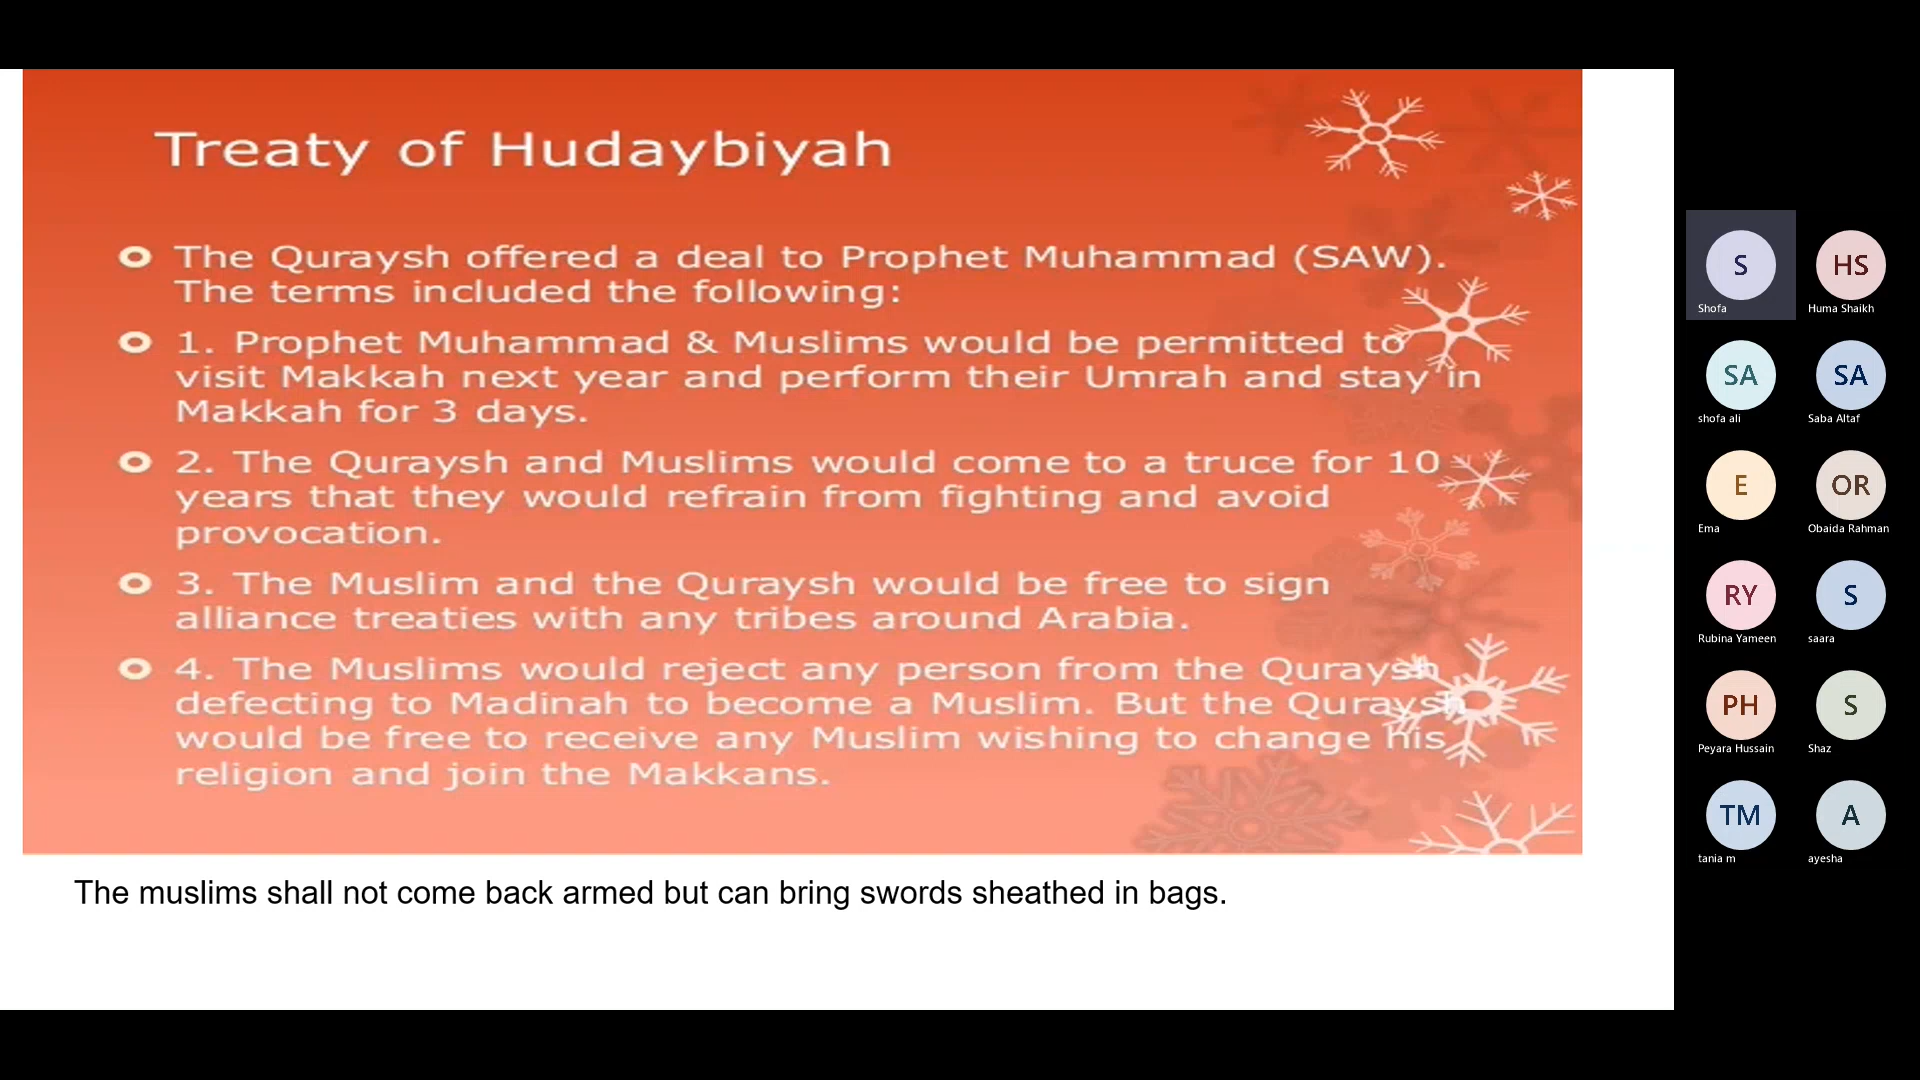 Treaty of Hudaybiyah
The Quraysh offered a deal to Prophet Muhammad (SAW).
The terms included the following:
1. Prophet Muhammad & Muslims would be permitted to
visit Makkah next year and perform their Umrah and stay in
Makkah for 3 days.
2. The Quraysh and Muslims would come to a truce for 10
years that they would refrain from fighting and avoid
provocation.
3. The Muslim and the Quraysh would be free to sign
alliance treaties with any tribes around Arabia.
4. The Muslims would reject any person from the Quraysh
defecting to Madinah to become a Muslim. But the Quraysh
would be free to receive any Muslim wishing to change his
religion and join the Makkans.
The muslims shall not come back armed but can bring swords sheathed in bags.
S
Shofa
HS
Huma Shaikh
SA
shofa ali
SA
Saba Altaf
E
Ema
OR
Obaida Rahman
RY
Rubina Yameen
S
saara
PH
Peyara Hussain
S
Shaz
TM
tania m
A
ayesha